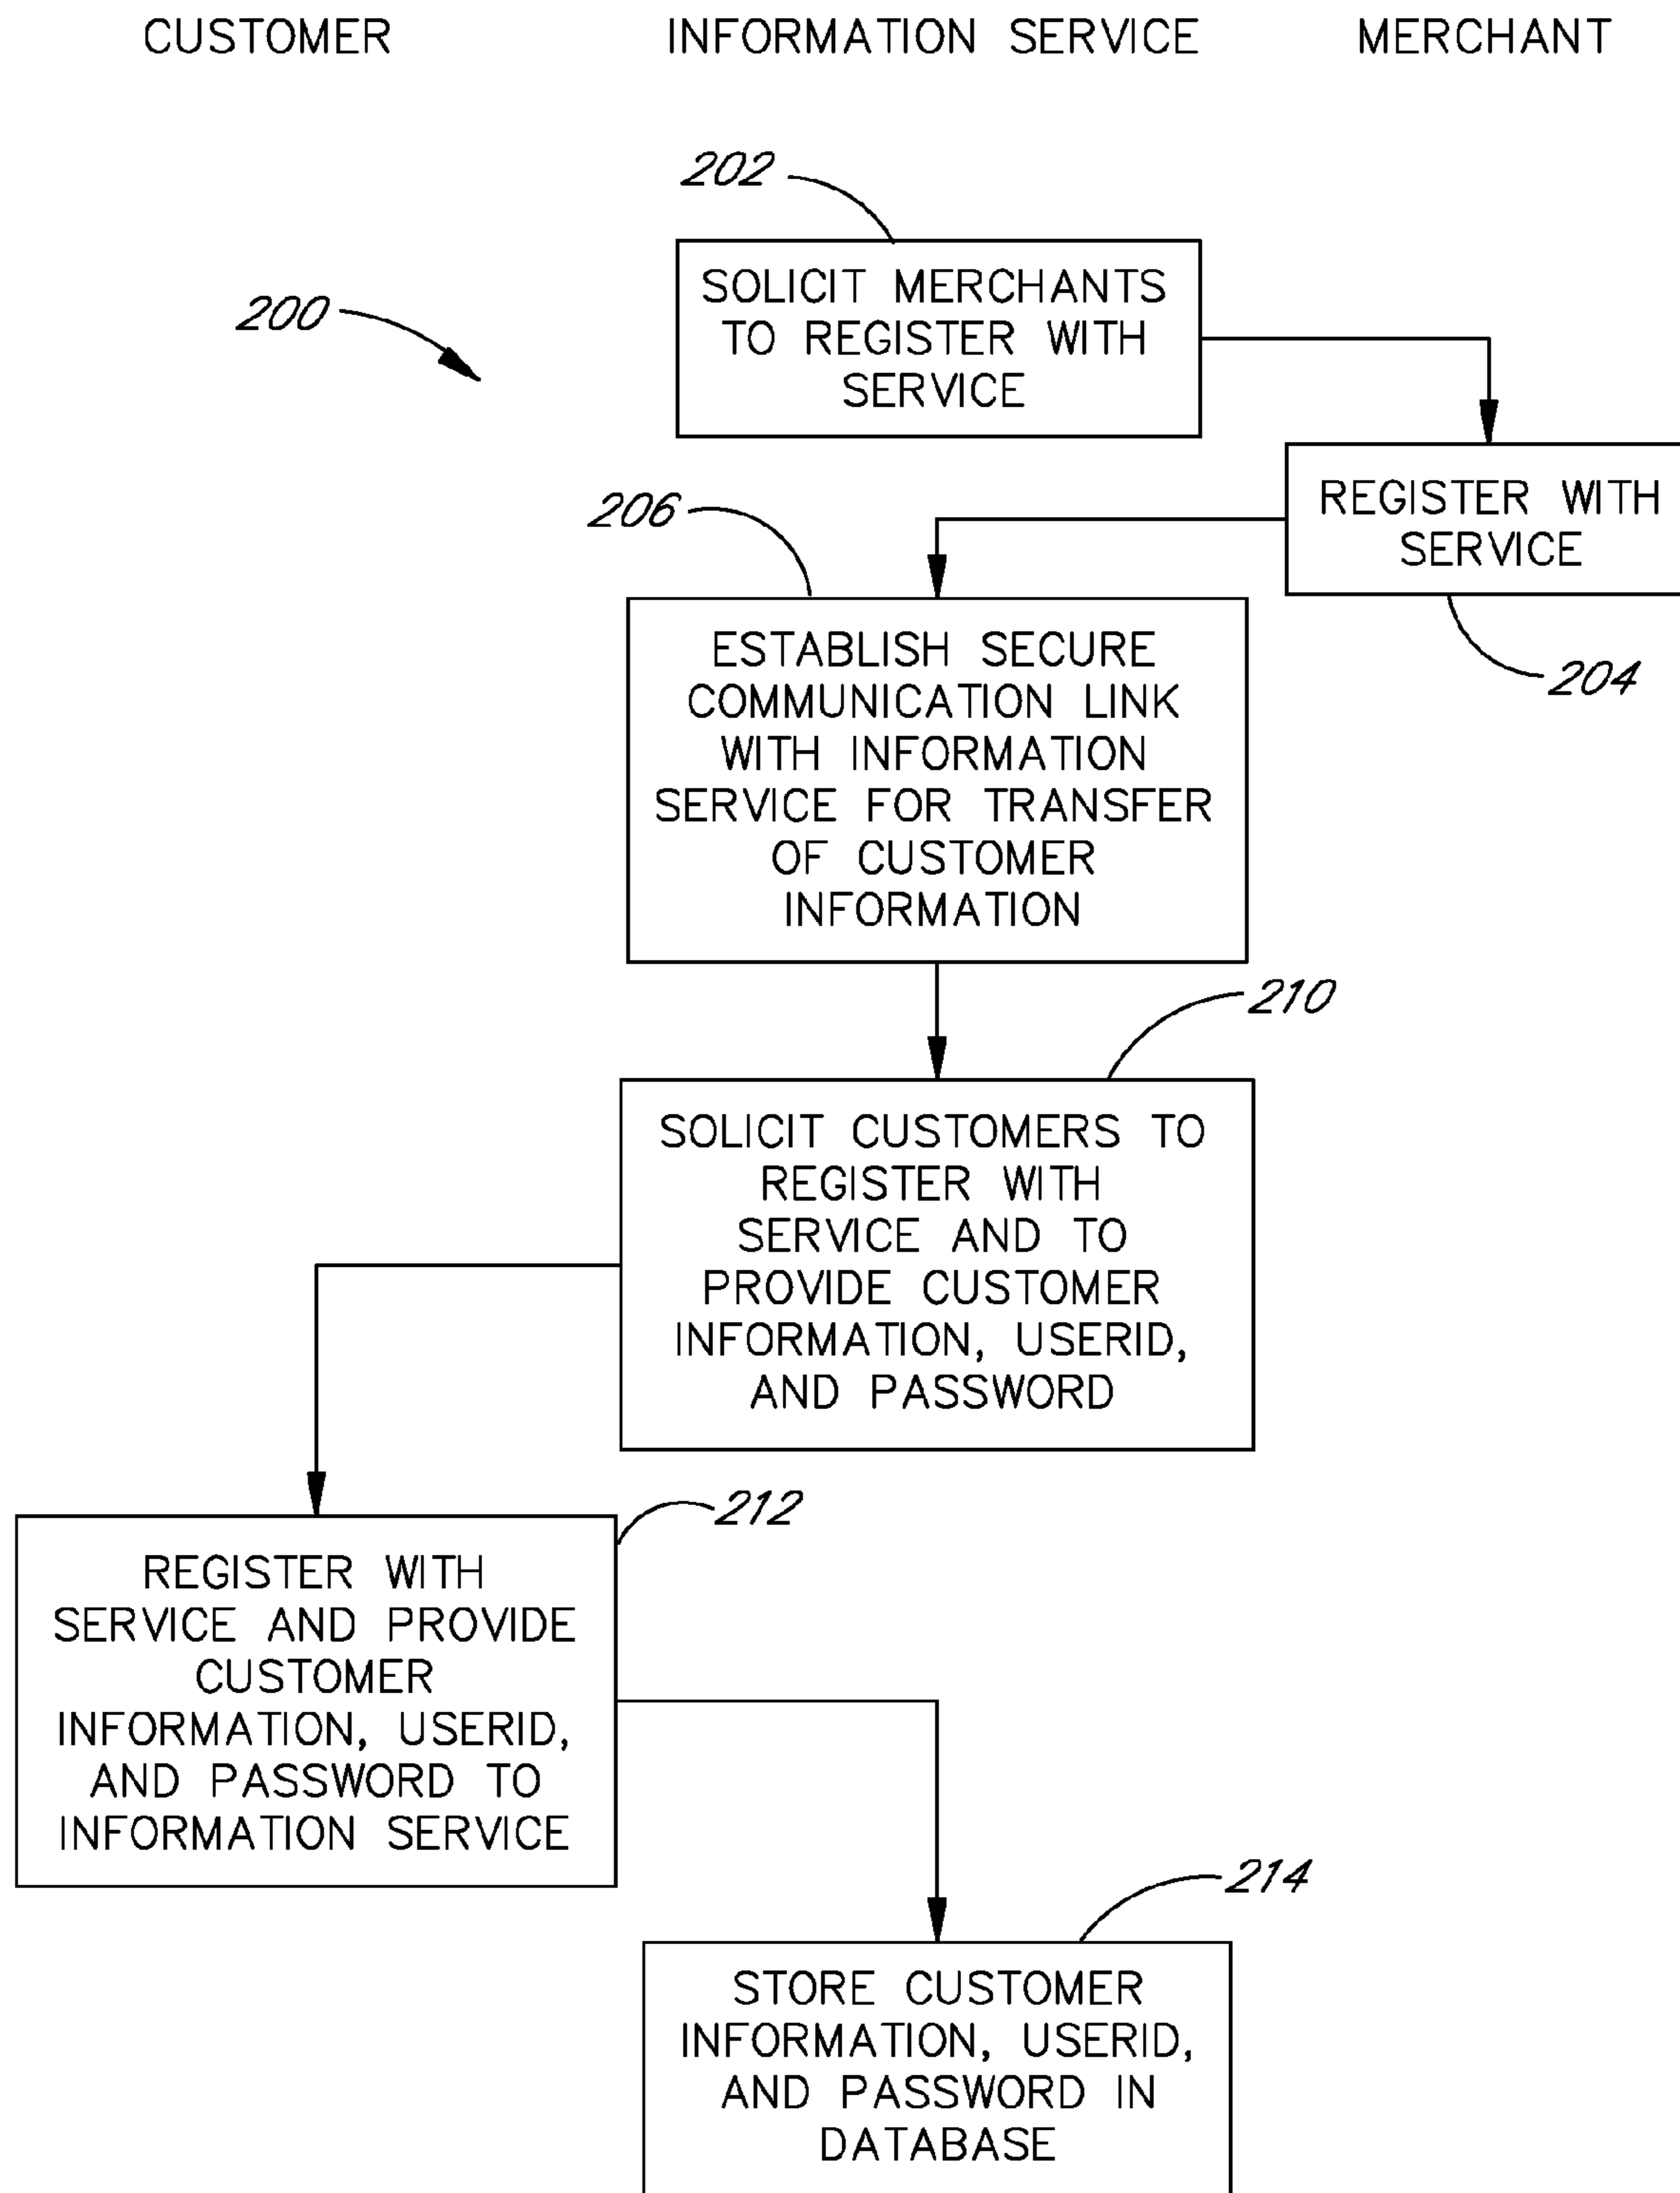 CUSTOMER INFORMATION SERVICE MERCHANT
202
SOLICIT MERCHANTS
TO REGISTER WITH
SERVICE
200
206
REGISTER WITH
SERVICE
204
ESTABLISH SECURE
COMMUNICATION LINK
WITH INFORMATION
SERVICE FOR TRANSFER
OF CUSTOMER
INFORMATION
210
SOLICIT CUSTOMERS TO
REGISTER WITH
SERVICE AND TO
PROVIDE CUSTOMER
INFORMATION, USERID,
AND PASSWORD
212
REGISTER WITH
SERVICE AND PROVIDE
CUSTOMER
INFORMATION, USERID,
AND PASSWORD TO
INFORMATION SERVICE
214
STORE CUSTOMER
INFORMATION, USERID,
AND PASSWORD IN
DATABASE